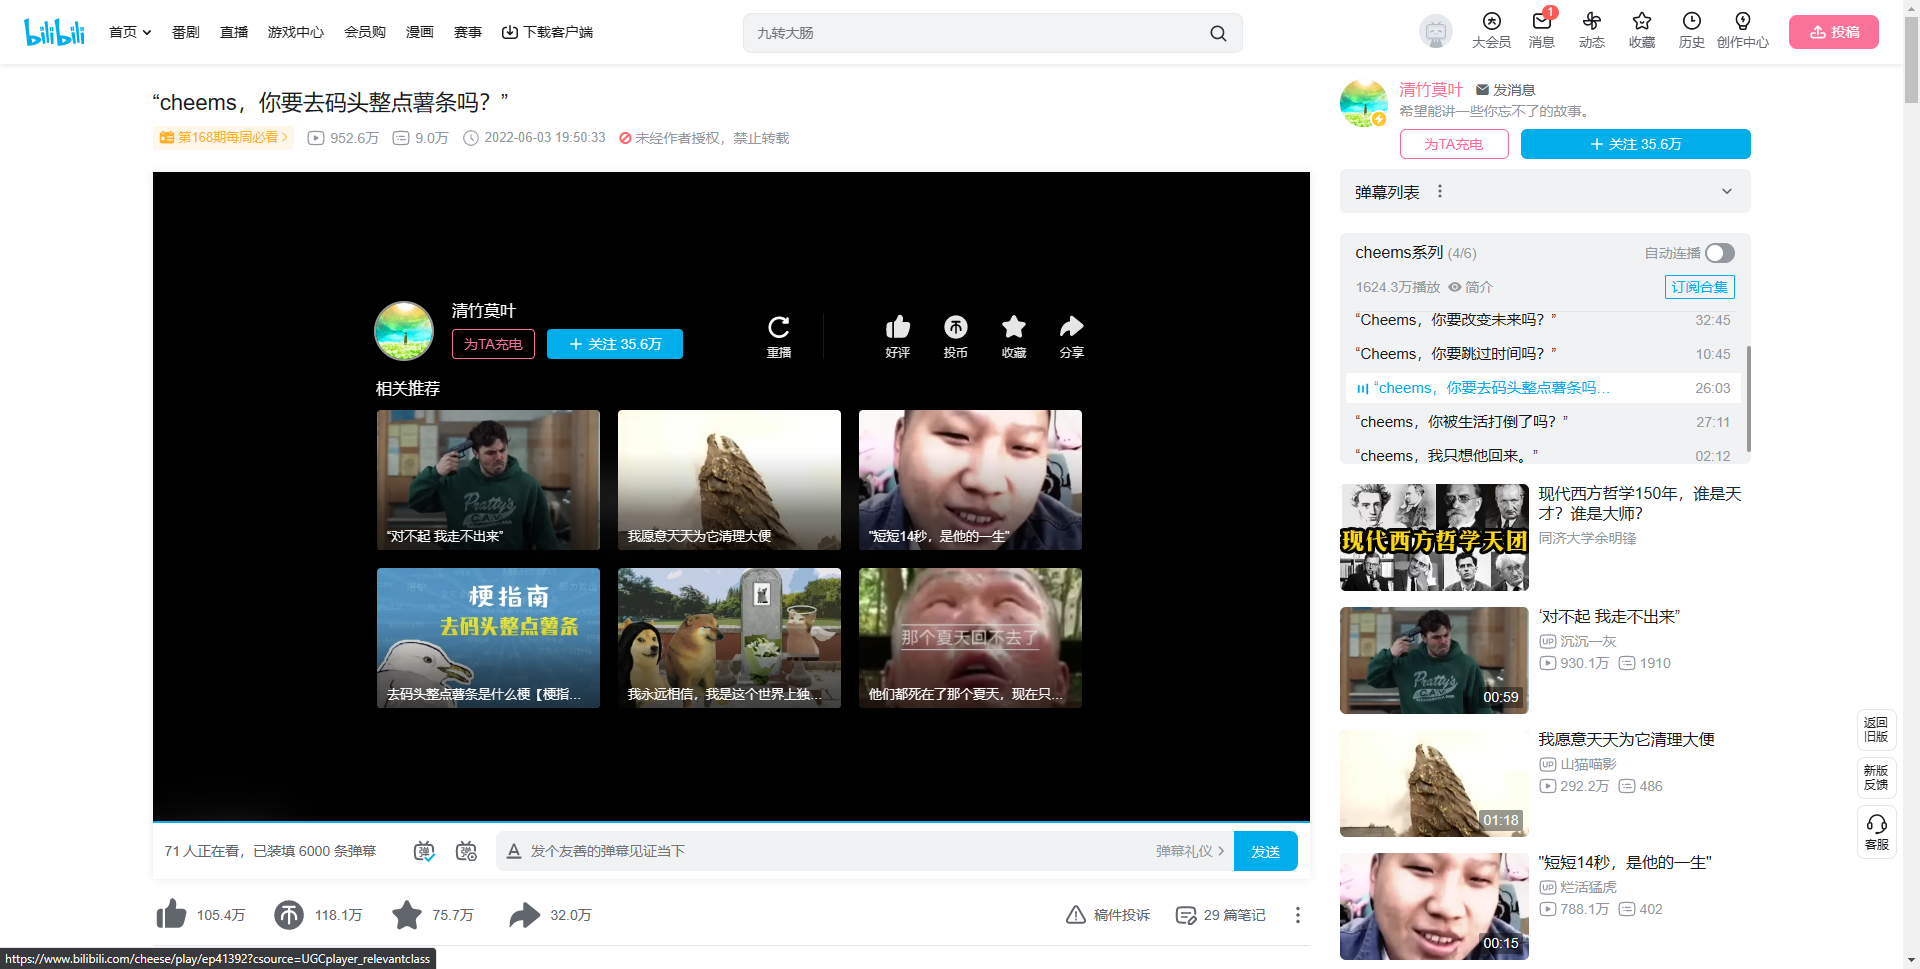 bilibili
首页
番剧
直播
游戏中心
会员购
漫画
赛事
下载客户端
九转大肠
大会员
1
消息
动态
收藏
历史
创作中心
投稿
“cheems，你要去码头整点薯条吗？”
第168期每周必看
952.6万
9.0万
2022-06-03 19:50:33
未经作者授权，禁止转载
清竹莫叶
为TA充电
+ 关注 35.6万
重播
好评
投币
收藏
分享
相关推荐
Pratty's
C.A.V.
“对不起 我走不出来”
我愿意天天为它清理大便
"短短14秒，是他的一生"
梗指南
去码头整点薯条
去码头整点薯条是什么梗【梗指...
我永远相信，我是这个世界上独...
那个夏天回不去了
他们都死在了那个夏天，现在只...
71 人正在看，已装填 6000 条弹幕
弹
弹
A 发个友善的弹幕见证当下
弹幕礼仪 >
发送
105.4万
118.1万
75.7万
32.0万
稿件投诉
29 篇笔记
https://www.bilibili.com/cheese/play/ep41392?csource=UGCplayer_relevantclass
清竹莫叶
发消息
希望能讲一些你忘不了的故事。
为TA充电
+ 关注 35.6万
弹幕列表
cheems系列 (4/6)
自动连播
1624.3万播放
简介
订阅合集
“Cheems，你要改变未来吗？”
32:45
“Cheems，你要跳过时间吗？”
10:45
“cheems，你要去码头整点薯条吗...
26:03
“cheems，你被生活打倒了吗？”
27:11
“cheems，我只想他回来。”
02:12
现代西方哲学天团
现代西方哲学150年，谁是天
才？谁是大师？
同济大学余明锋
Pratty's
C.A.V.
00:59
‘对不起 我走不出来”
UP 沉沉一灰
930.1万
1910
01:18
我愿意天天为它清理大便
UP 山猫喵影
292.2万
486
00:15
"短短14秒，是他的一生"
UP 烂活猛虎
788.1万
402
返回
旧版
新版
反馈
客服